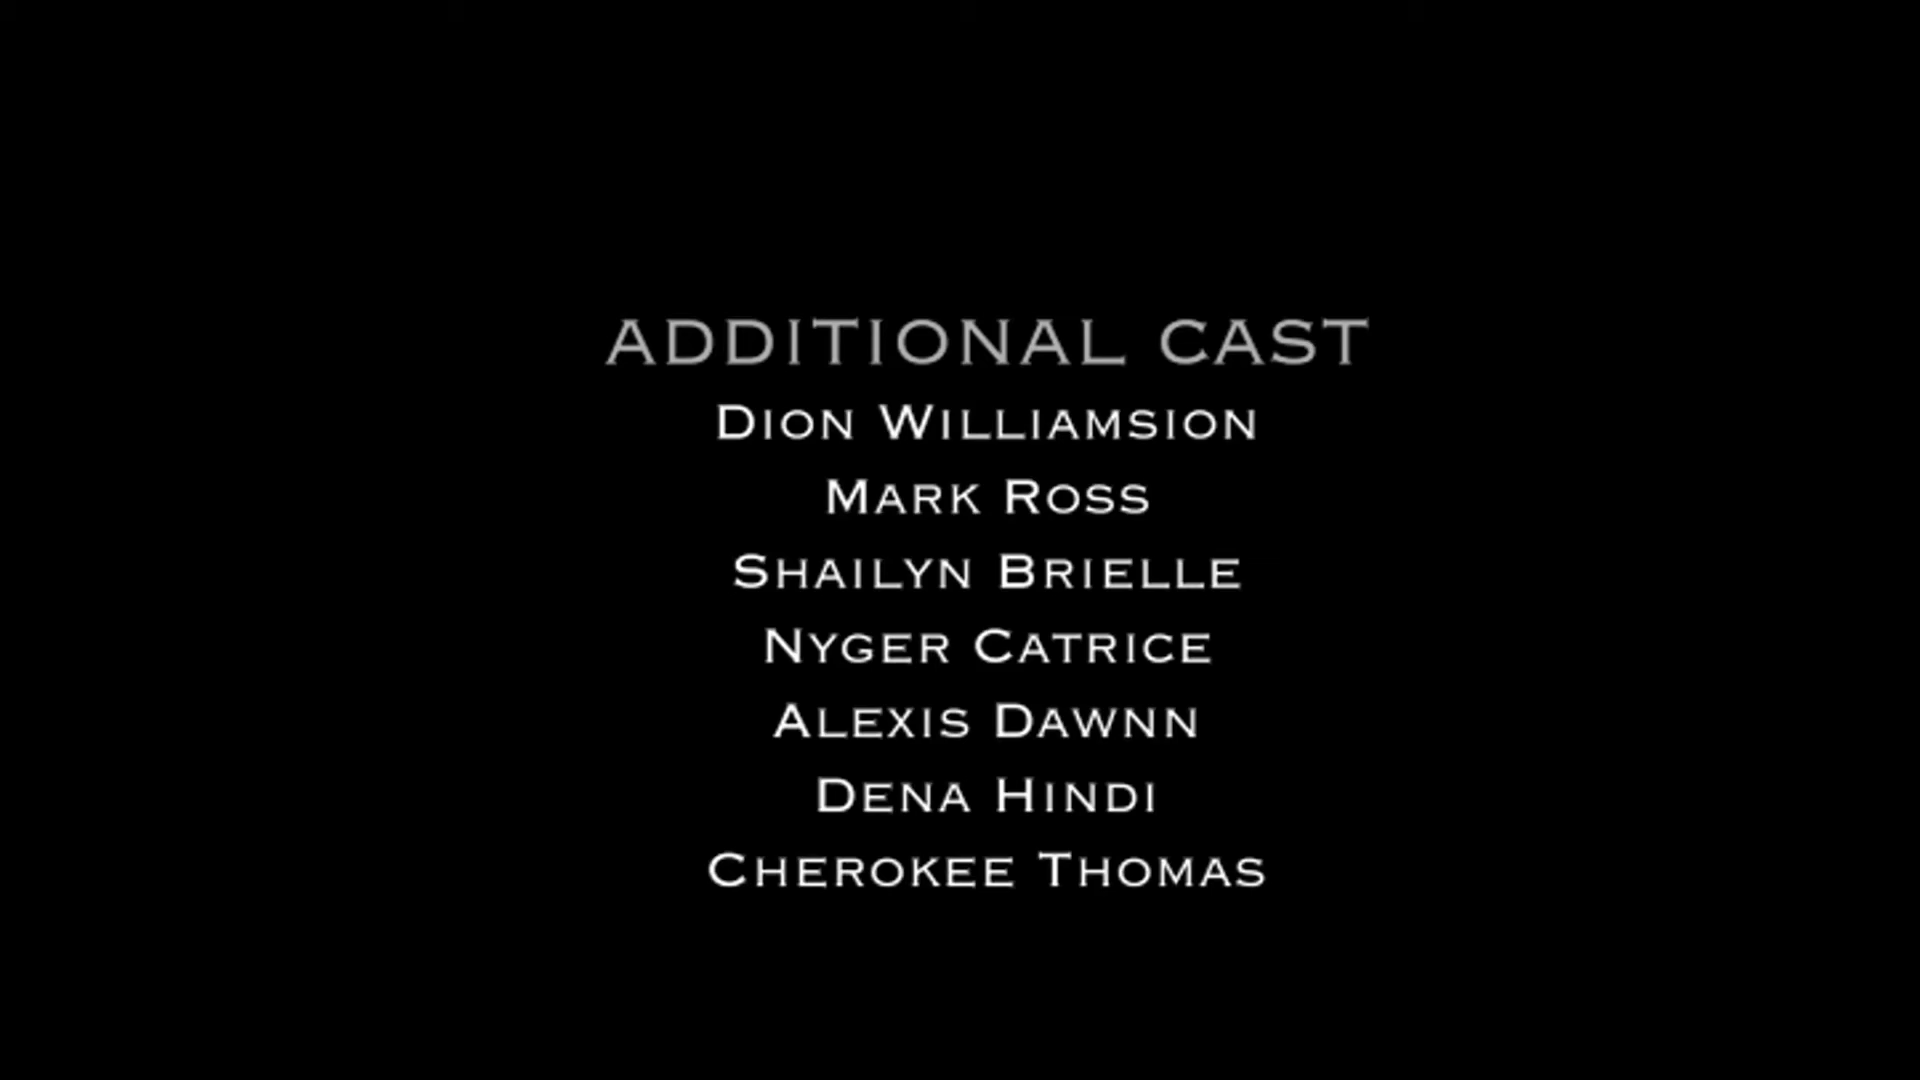 ADDITIONAL CAST
DION WILLIAMSION
MARK ROSS
SHAILYN BRIELLE
NYGER CATRICE
ALEXIS DAWNN
DENA HINDI
CHEROKEE THOMAS